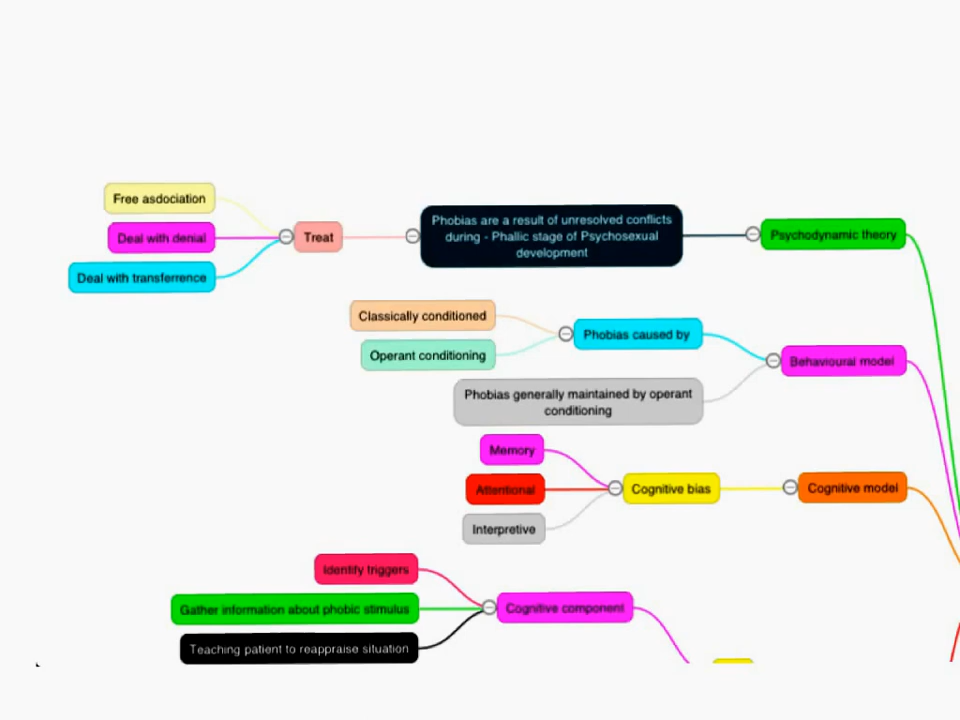 Free asdociation
Deal with denial
Deal with transferrence
Treat
Phobias are a result of unresolved conflicts
during - Phallic stage of Psychosexual
development
Psychodynamic theory
Classically conditioned
Operant conditioning
Phobias caused by
Behavioural model
Phobias generally maintained by operant
conditioning
Memory
Attentional
Interpretive
Cognitive bias
Cognitive model
Identify triggers
Gather information about phobic stimulus
Teaching patient to reappraise situation
Cognitive component